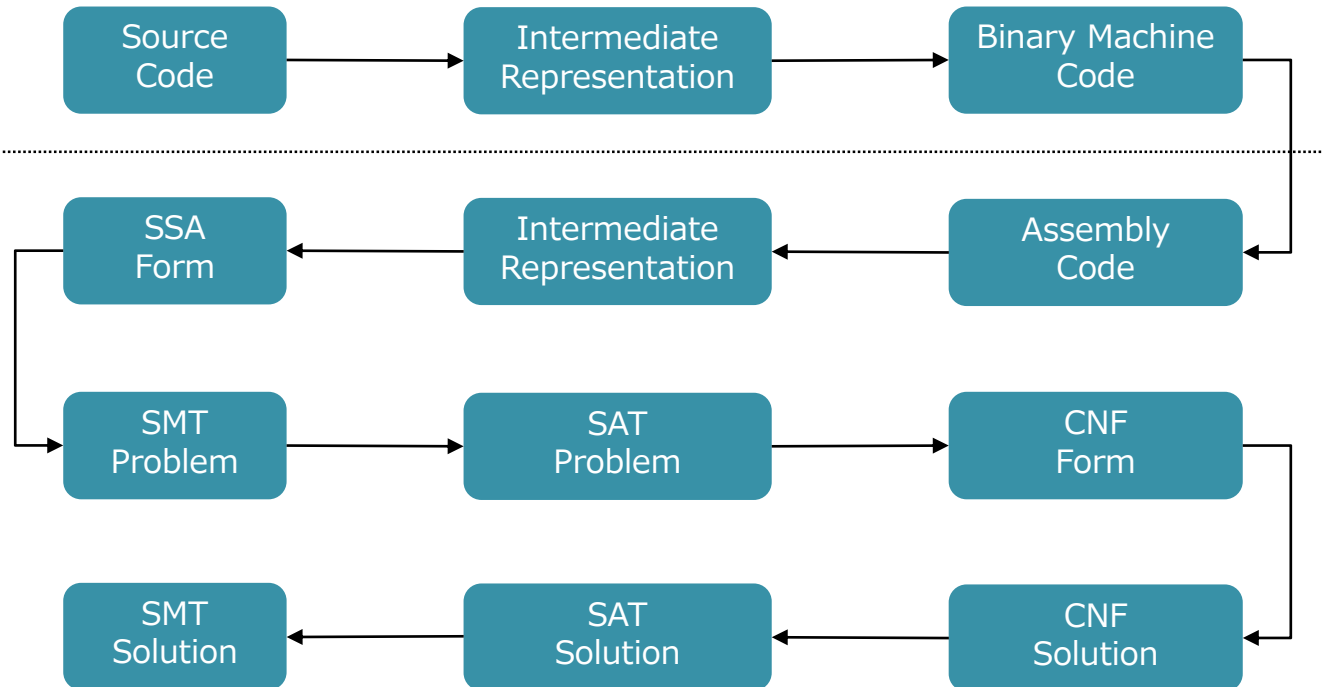 Source
Code
Intermediate
Representation
Binary Machine
Code
SSA
Form
Intermediate
Representation
Assembly
Code
SMT
Problem
SAT
Problem
CNF
Form
SMT
Solution
SAT
Solution
CNF
Solution